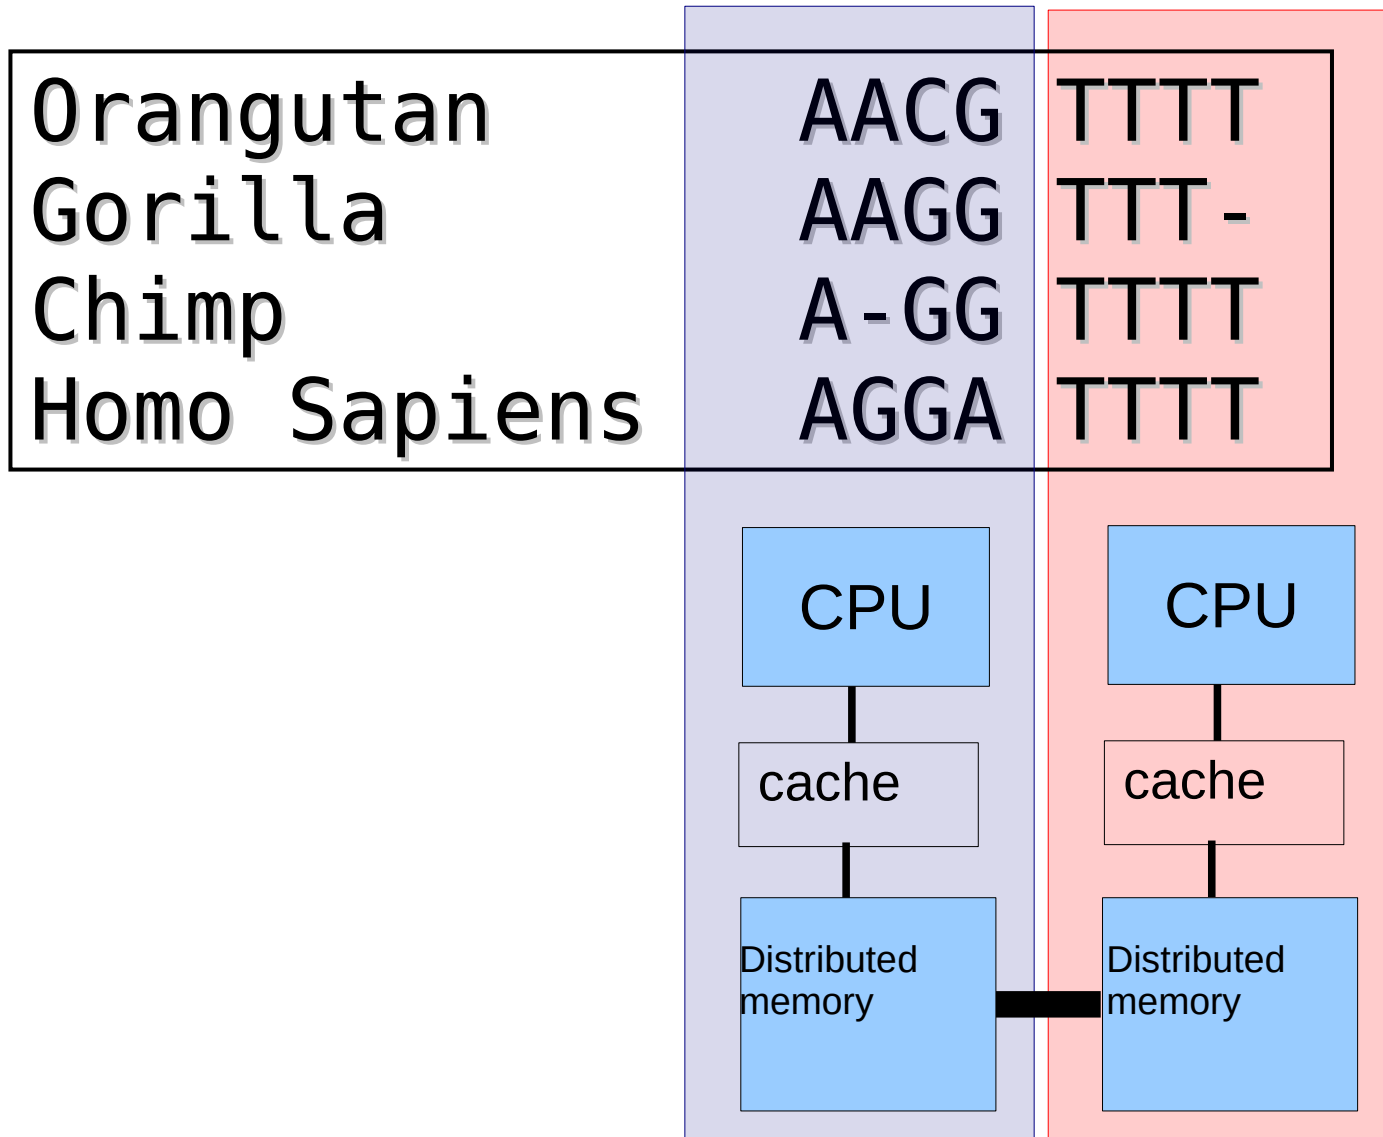 Orangutan AACG TTTT
Gorilla AAGG TTT-
Chimp A-GG TTTT
Homo Sapiens AGGA TTTT
CPU CPU
cache cache
Distributed Distributed
memory memory